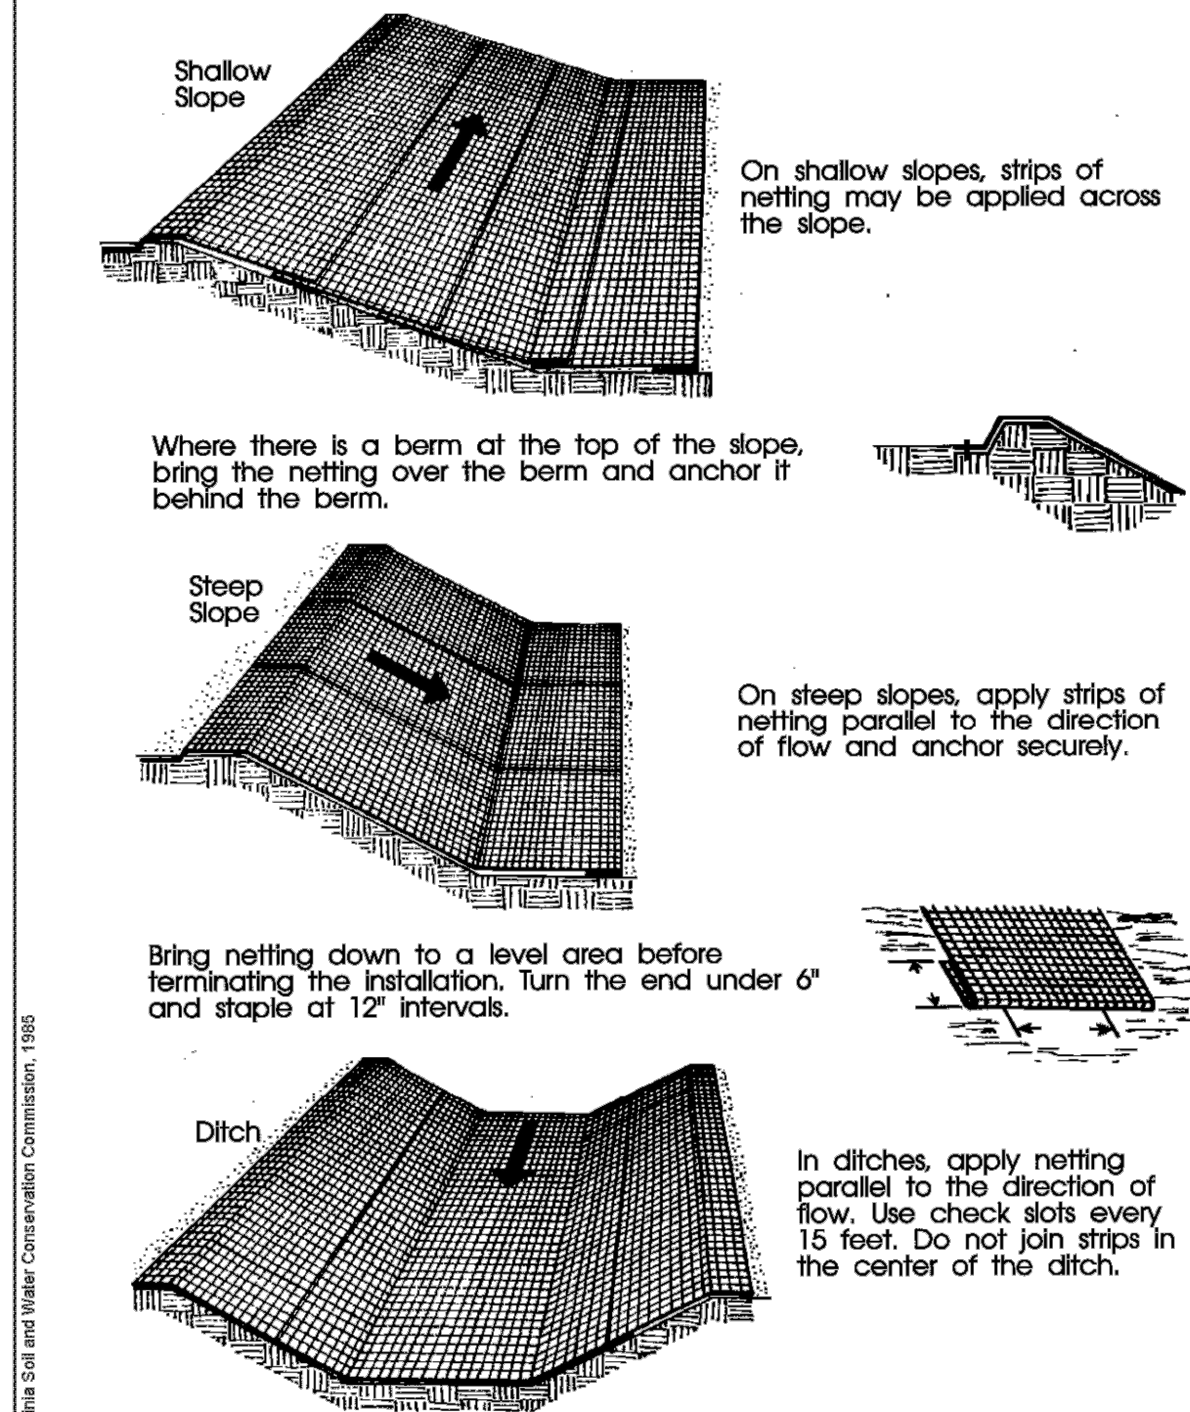 Shallow
Slope
On shallow slopes, strips of
netting may be applied across
the slope.
Where there is a berm at the top of the slope,
bring the netting over the berm and anchor it
behind the berm.
Steep
Slope
On steep slopes, apply strips of
netting parallel to the direction
of flow and anchor securely.
Bring netting down to a level area before
terminating the installation. Turn the end under 6"
and staple at 12" intervals.
Ditch
In ditches, apply netting
parallel to the direction of
flow. Use check slots every
15 feet. Do not join strips in
the center of the ditch.
Soil and Water Conservation Commission, 1985